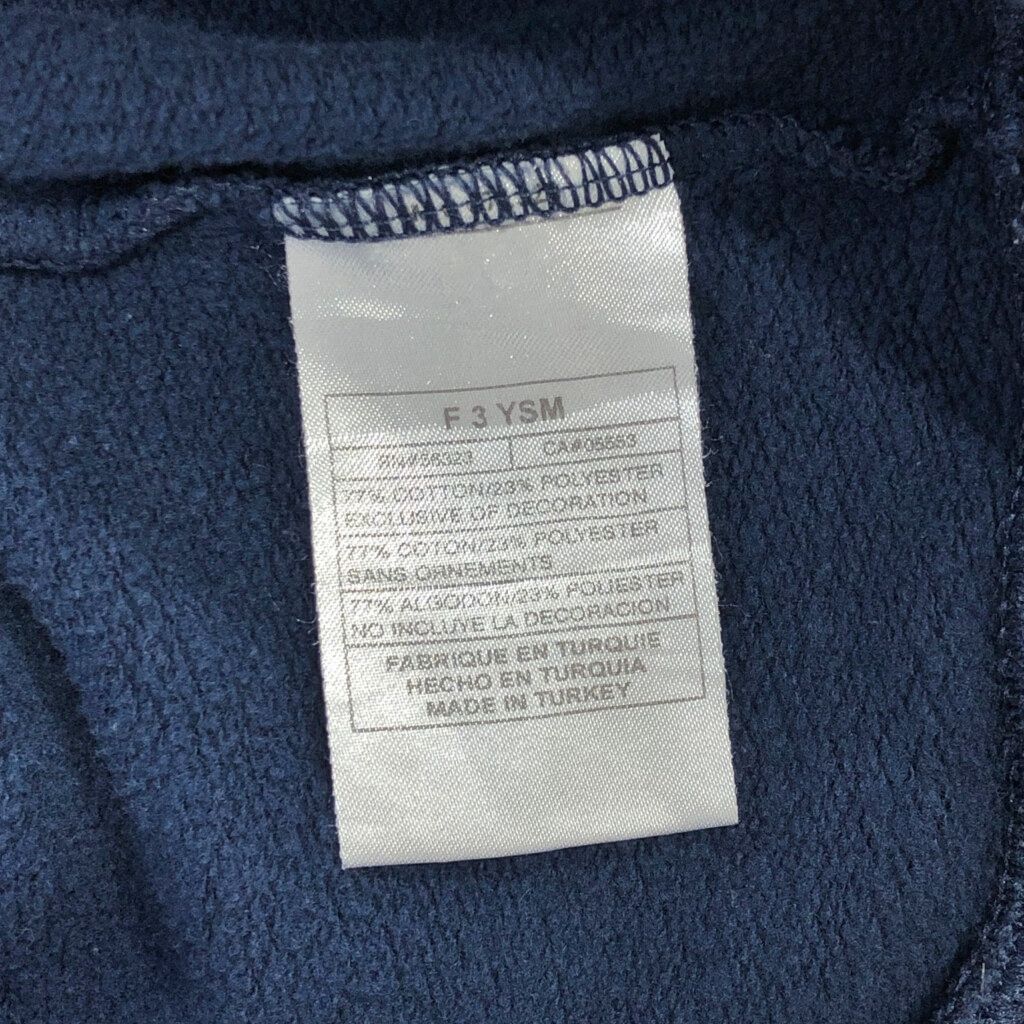 F 3 YSM
RN#56323
CA#05553
77% COTTON/23% POLYESTER
EXCLUSIVE OF DECORATION
77% COTON/23% POLYESTER
SANS ORNEMENTS
77% ALGODON/23% POLIESTER
NO INCLUYE LA DECORACION
FABRIQUE EN TURQUIE
HECHO EN TURQUIA
MADE IN TURKEY